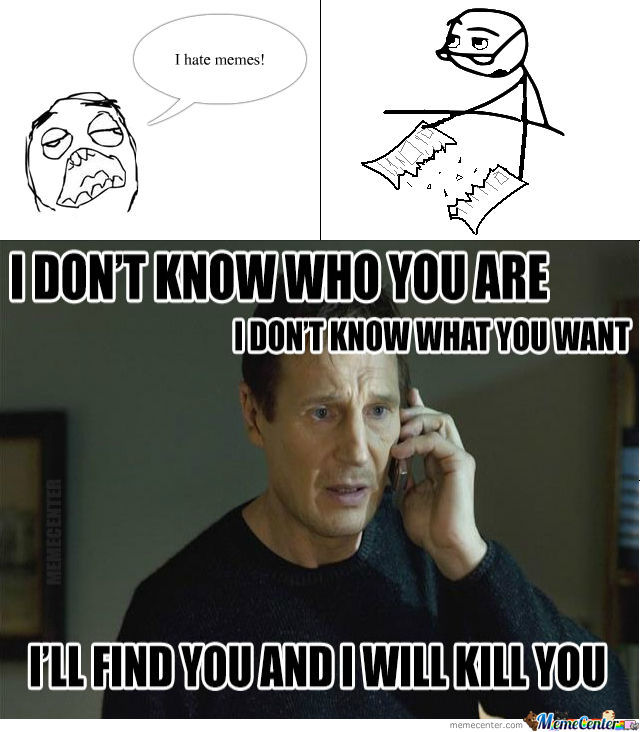 I hate memes!
I DON'T KNOW WHO YOU ARE
I DON'T KNOW WHAT YOU WANT
MEMECENTER
I'LL FIND YOU AND I WILL KILL YOU
memecenter.com MemeCenter